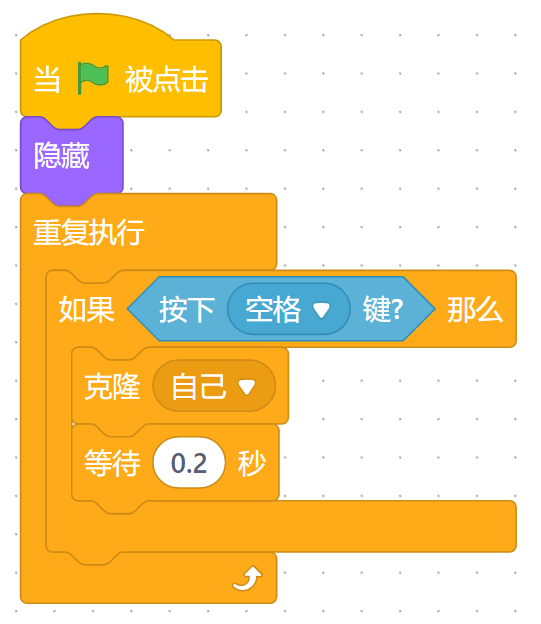 当 被点击
隐藏
重复执行
如果 按下 空格 键? 那么
克隆 自己
等待 0.2 秒